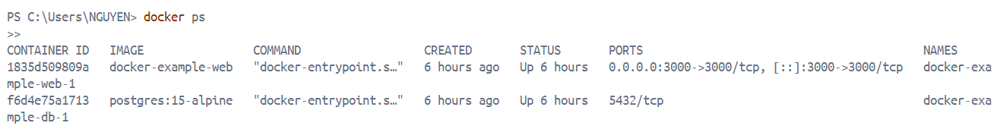 PS C:\Users\NGUYEN> docker ps
>>
CONTAINER ID   IMAGE                COMMAND                  CREATED       STATUS       PORTS                                         NAMES
1835d509809a   docker-example-web   "docker-entrypoint.s…"   6 hours ago   Up 6 hours   0.0.0.0:3000->3000/tcp, [::]:3000->3000/tcp   docker-exa
mple-web-1
f6d4e75a1713   postgres:15-alpine   "docker-entrypoint.s…"   6 hours ago   Up 6 hours   5432/tcp                                      docker-exa
mple-db-1